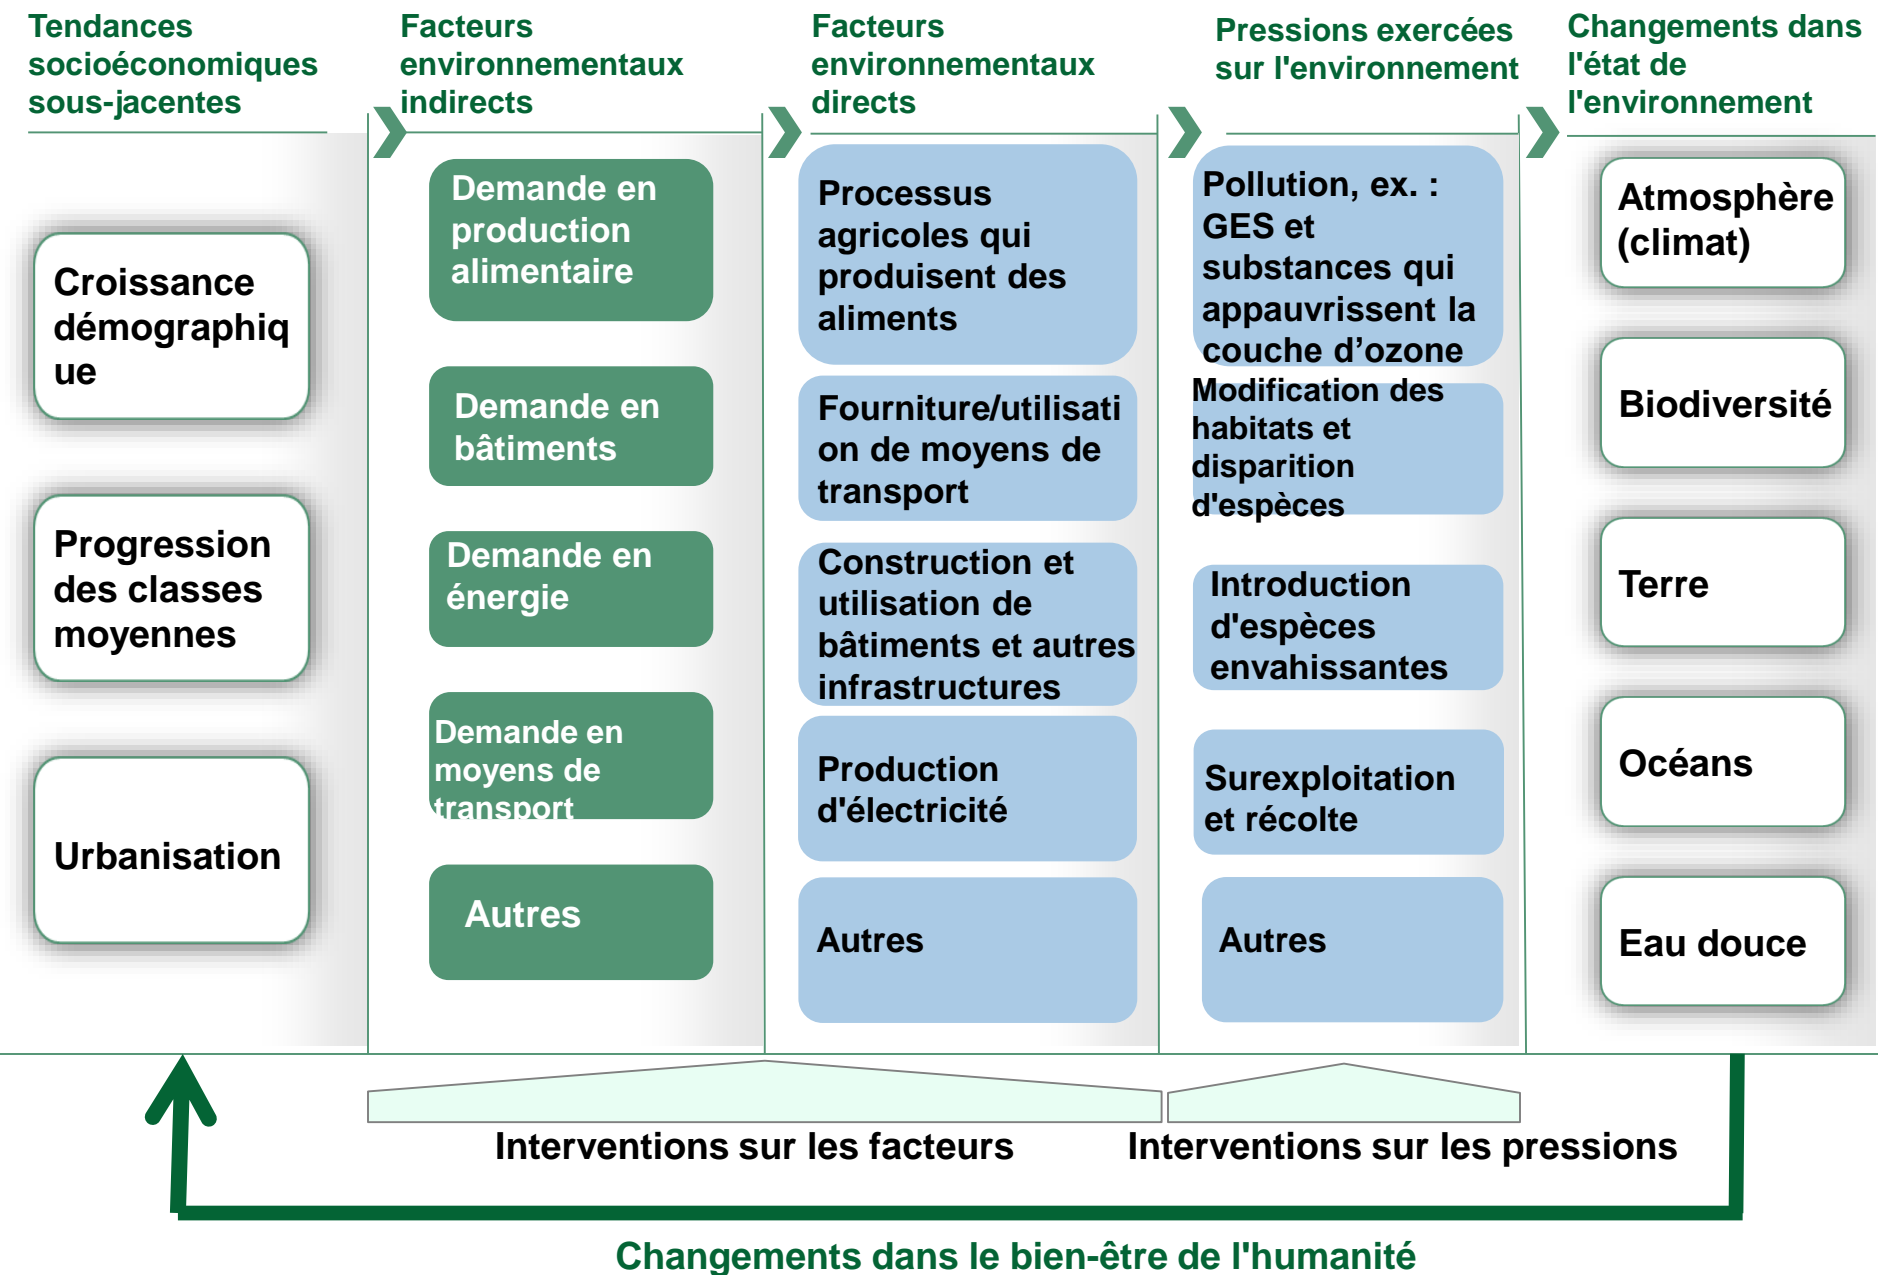 Tendances
socioéconomiques
sous-jacentes
Facteurs
environnementaux
indirects
Facteurs
environnementaux
directs
Pressions exercées
sur l'environnement
Changements dans
l'état de
l'environnement
Croissance
démographiq
ue
Progression
des classes
moyennes
Urbanisation
Demande en
production
alimentaire
Demande en
bâtiments
Demande en
énergie
Demande en
moyens de
transport
Autres
Processus
agricoles qui
produisent des
aliments
Fourniture/utilisati
on de moyens de
transport
Construction et
utilisation de
bâtiments et autres
infrastructures
Production
d'électricité
Autres
Pollution, ex. :
GES et
substances qui
appauvrissent la
couche d’ozone
Modification des
habitats et
disparition
d'espèces
Introduction
d'espèces
envahissantes
Surexploitation
et récolte
Autres
Atmosphère
(climat)
Biodiversité
Terre
Océans
Eau douce
Interventions sur les facteurs
Interventions sur les pressions
Changements dans le bien-être de l'humanité